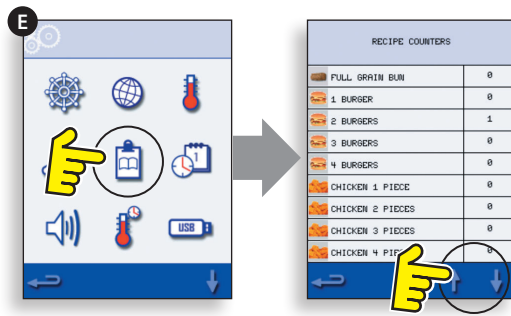 E
1
USB
RECIPE COUNTERS
FULL GRAIN BUN 0
1 BURGER 0
2 BURGERS 1
3 BURGERS 0
4 BURGERS 0
CHICKEN 1 PIECE 0
CHICKEN 2 PIECES 0
CHICKEN 3 PIECES 0
CHICKEN 4 0